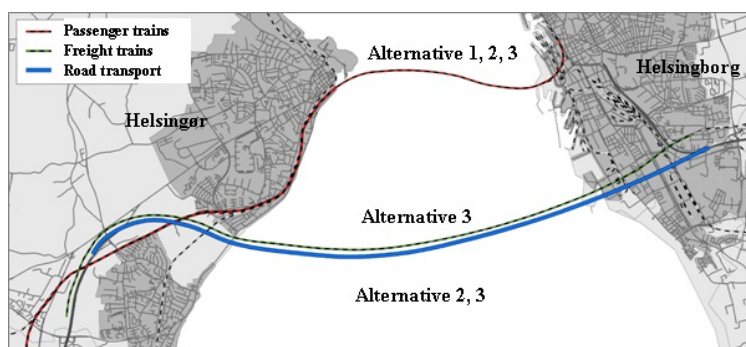 Passenger trains
Freight trains
Road transport
Alternative 1, 2, 3
Helsingborg
Helsingør
Alternative 3
Alternative 2, 3